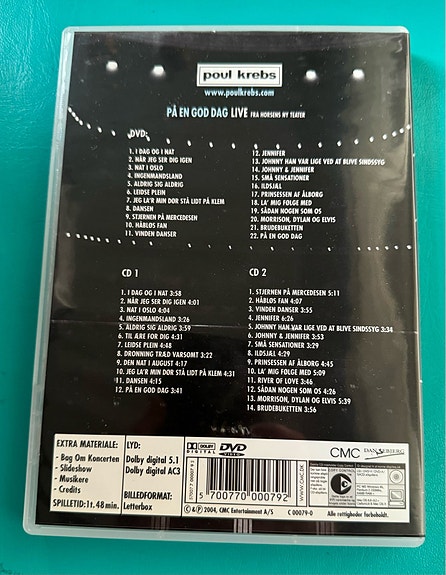 poul krebs
www.poulkrebs.com
PÅ EN GOD DAG LIVE FRA HORSENS NY TEATER
DVD:
1. I DAG OG I NAT
2. NÅR JEG SER DIG IGEN
3. NAT I OSLO
4. INGENMANDSLAND
5. ALDRIG SIG ALDRIG
6. LEIDSE PLEIN
7. JEG LA'R MIN DØR STÅ LIDT PÅ KLEM
8. DANSEN
9. STJERNEN PÅ MERCEDESEN
10. HÅBLØS FAN
11. VINDEN DANSER
12. JENNIFER
13. JOHNNY HAN VAR LIGE VED AT BLIVE SINDSSYG
14. JOHNNY & JENNIFER
15. SMÅ SENSATIONER
16. ILDSJÆL
17. PRINSESSEN AF ÅLBORG
18. LA' MIG FOLGE MED
19. SÅDAN NOGEN SOM OS
20. MORRISON, DYLAN OG ELVIS
21. BRUDEBUKETTEN
22. PÅ EN GOD DAG
CD 1
1. I DAG OG I NAT 3:58
2. NÅR JEG SER DIG IGEN 4:01
3. NAT I OSLO 4:04
4. INGENMANDSLAND 3:26
5. ALDRIG SIG ALDRIG 3:59
6. TIL ÆRE FOR DIG 4:31
7. LEIDSE PLEIN 4:48
8. DRONNING TRÆD VARSOMT 3:22
9. DEN NAT I AUGUST 4:17
10. JEG LA'R MIN DØR STÅ LIDT PÅ KLEM 4:31
11. DANSEN 4:15
12. PÅ EN GOD DAG 3:41
CD 2
1. STJERNEN PÅ MERCEDESEN 5:11
2. HÅBLØS FAN 4:07
3. VINDEN DANSER 3:55
4. JENNIFER 6:26
5. JOHNNY HAN VAR LIGE VED AT BLIVE SINDSSYG 3:34
6. JOHNNY & JENNIFER 3:53
7. SMÅ SENSATIONER 3:29
8. ILDSJÆL 4:29
9. PRINSESSEN AF ÅLBORG 4:45
10. LA' MIG FOLGE MED 5:09
11. RIVER OF LOVE 3:46
12. SÅDAN NOGEN SOM OS 4:26
13. MORRISON, DYLAN OG ELVIS 5:39
14. BRUDEBUKETTEN 3:56
EXTRA MATERIALE:
- Bag Om Koncerten
- Slideshow
- Musikere
- Credits
SPILLETID: 1t. 48 min.
LYD:
Dolby digital 5,1
Dolby digital AC3
BILLEDFORMAT:
Letterbox
DOLBY
DIGITAL
DVD
VIDEO
5 700770 000792
℗ & © 2004, CMC Entertainment A/S
C 00079-0
WWW.CMC.DK
CMC
COPY CONTROL
Alle rettigheder forbeholdt.